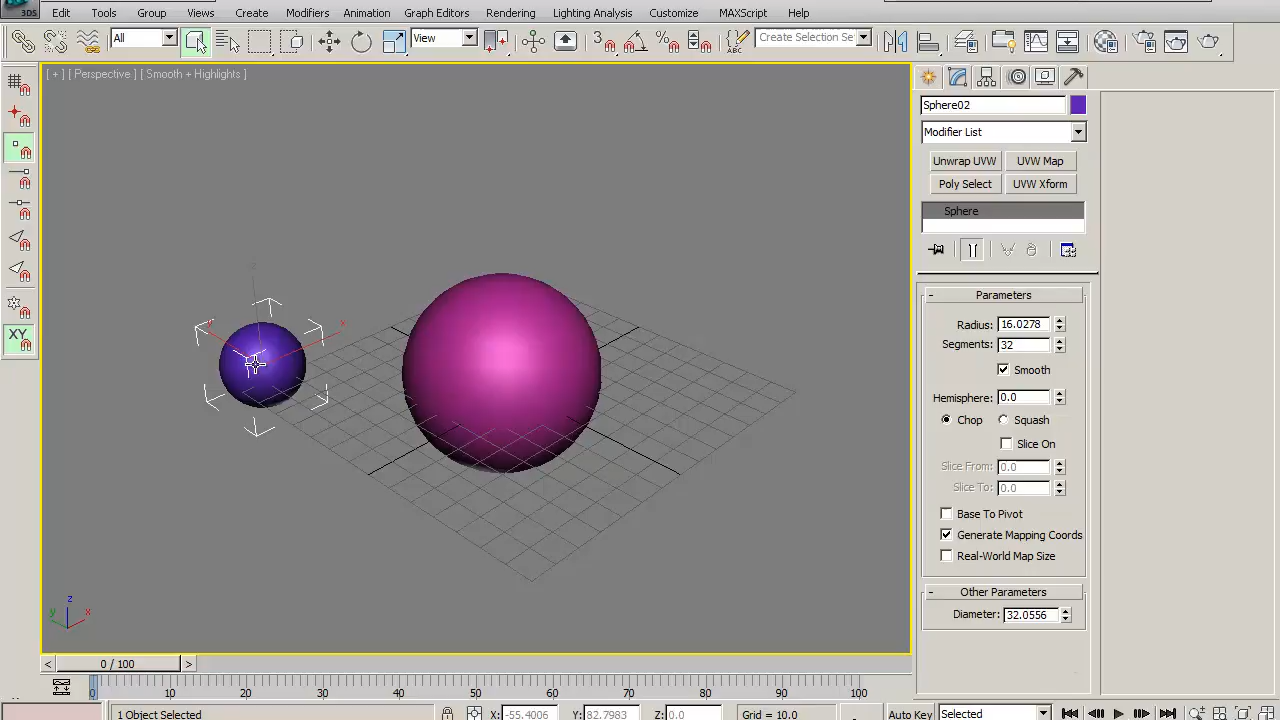 Edit Tools Group Views Create Modifiers Animation Graph Editors Rendering Lighting Analysis Customize MAXScript Help
3DS
All View 3 % ABC Create Selection Se
[ + ] [ Perspective ] [ Smooth + Highlights ]
Sphere02
Modifier List
Unwrap UVW UVW Map
Poly Select UVW Xform
Sphere
Parameters
Radius: 16.0278
Segments: 32
Smooth
Hemisphere: 0.0
Chop Squash
Slice On
Slice From: 0.0
Slice To: 0.0
Base To Pivot
Generate Mapping Coords
Real-World Map Size
Other Parameters
Diameter: 32.0556
XY
z
y x
z
y x
< 0 / 100 >
0 10 20 30 40 50 60 70 80 90 100
1 Object Selected X: -55.4006 Y: 82.7983 Z: 0.0 Grid = 10.0 Auto Key Selected